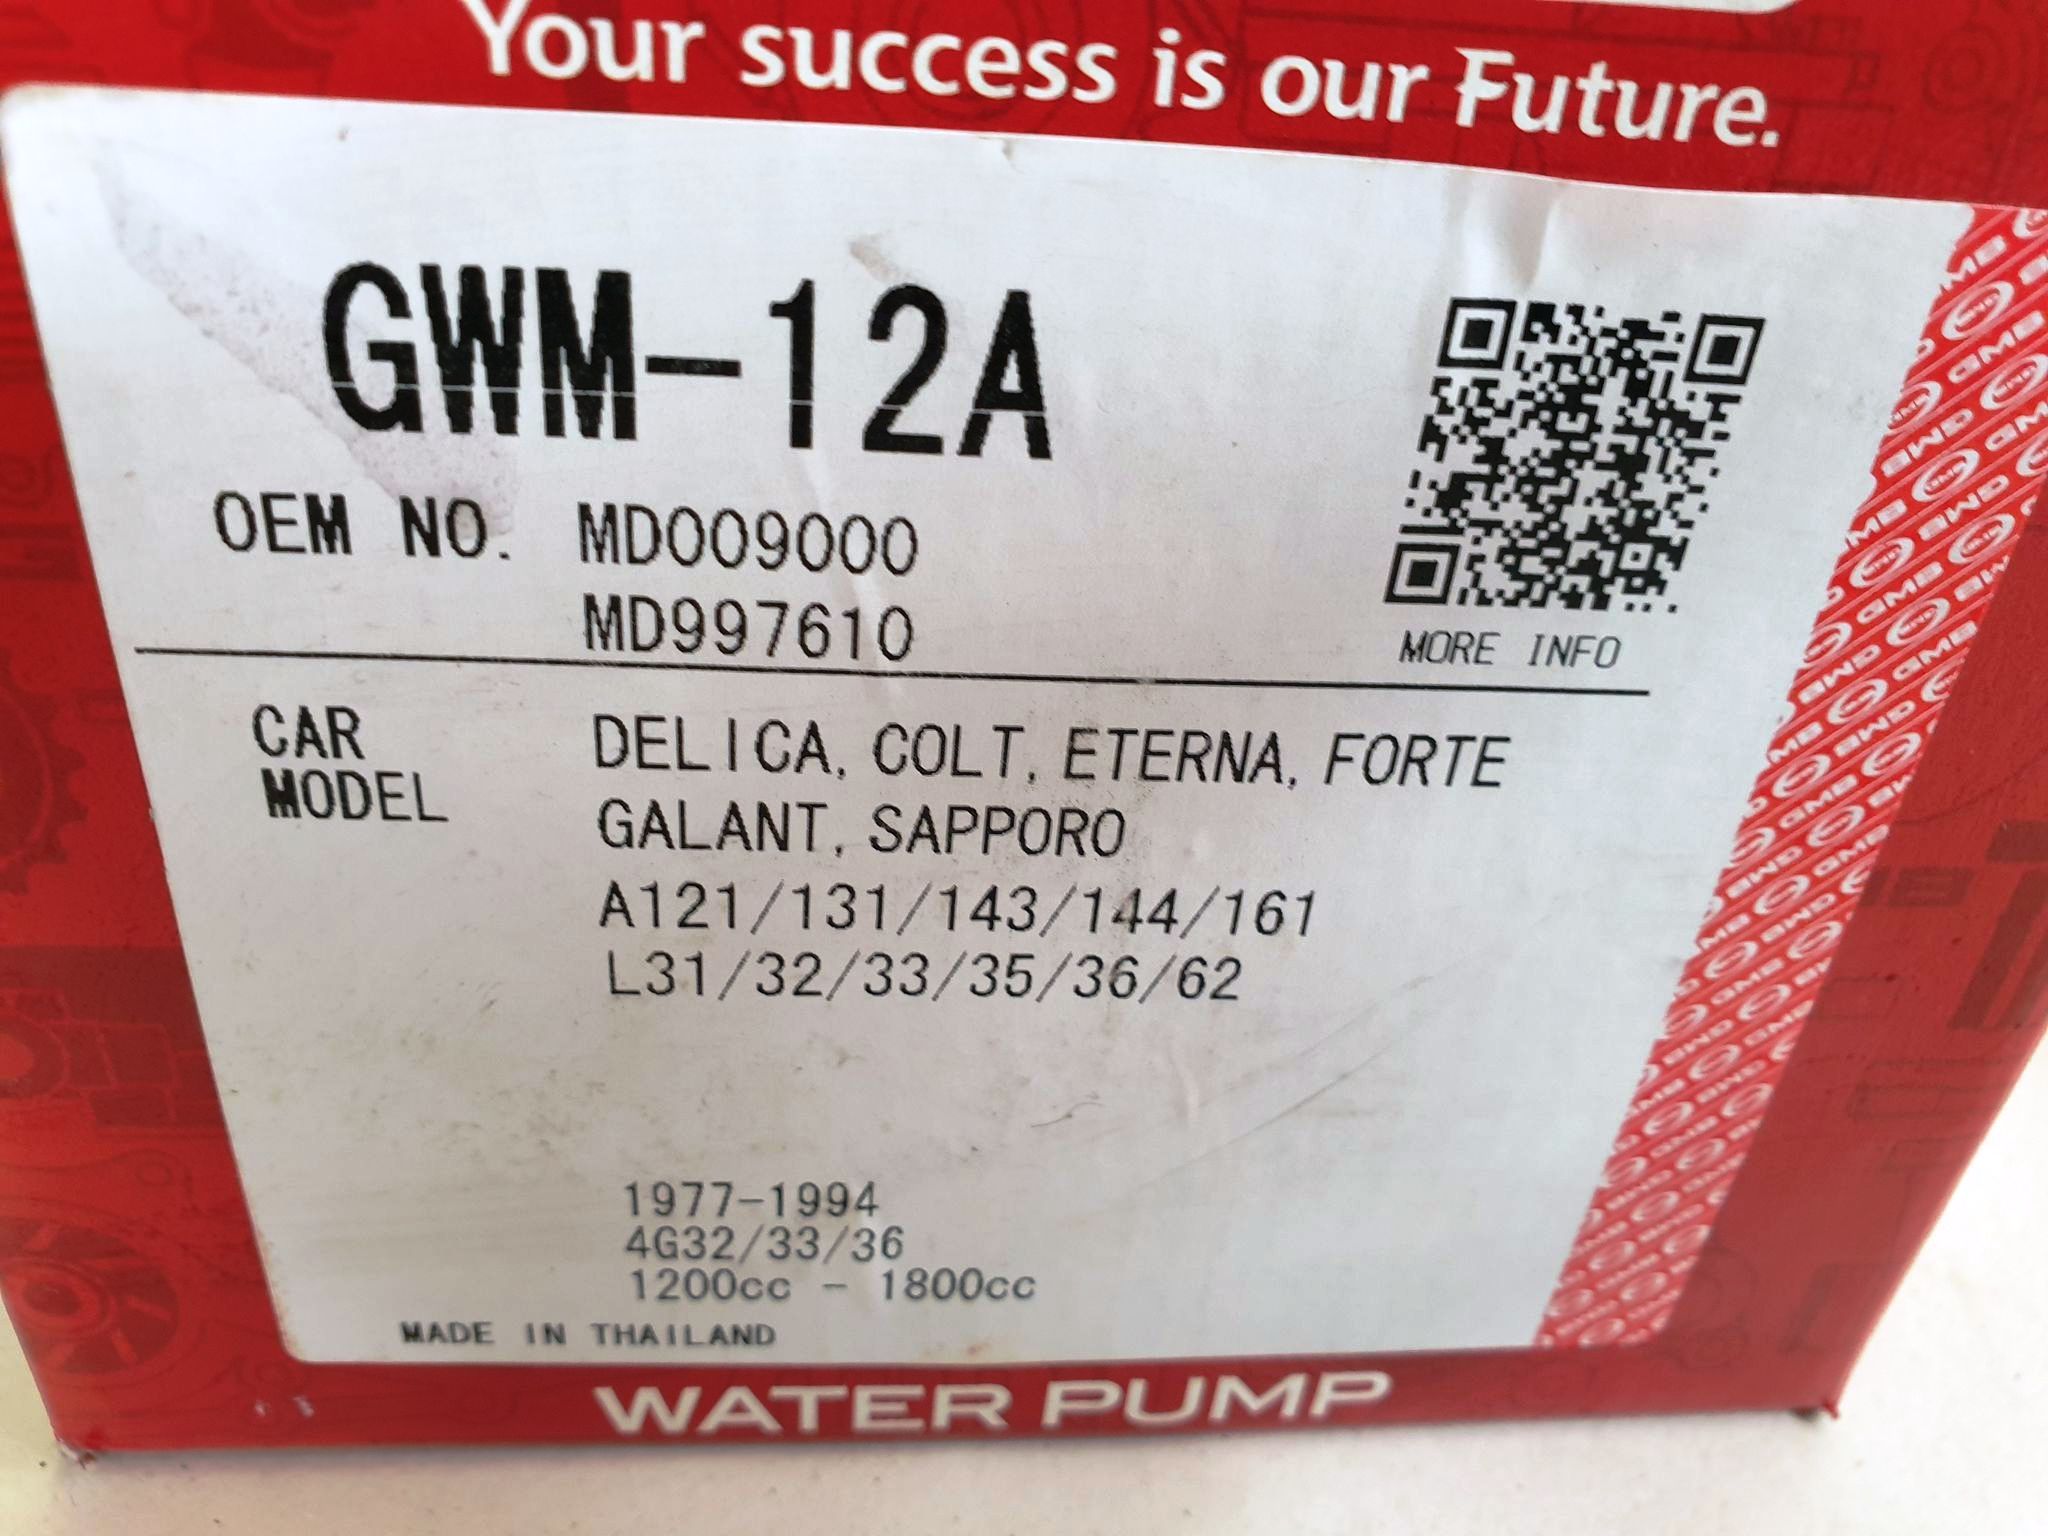 Your success is our Future.
GWM-12A
OEM NO. MD009000
MD997610
MORE INFO
CAR MODEL
DELICA, COLT, ETERNA, FORTE
GALANT, SAPPORO
A121/131/143/144/161
L31/32/33/35/36/62
1977-1994
4G32/33/36
1200cc - 1800cc
MADE IN THAILAND
WATER PUMP